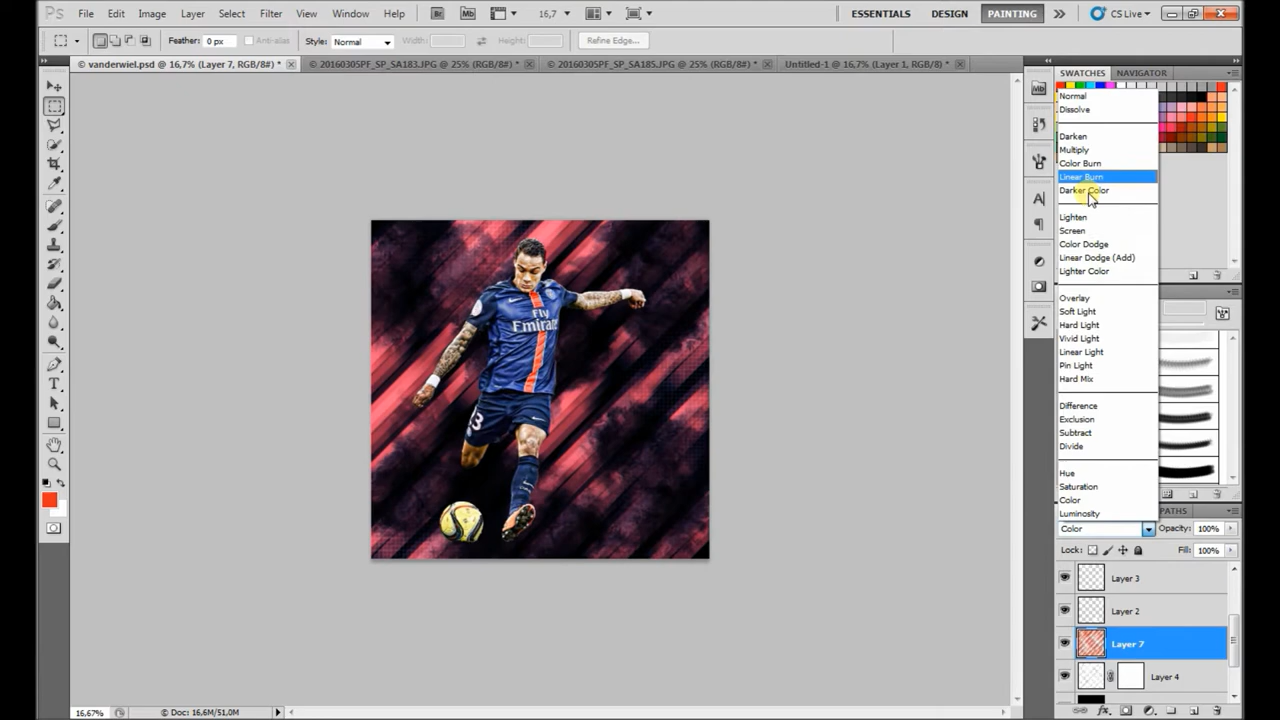 Ps File Edit Image Layer Select Filter View Window Help Br Mb 16,7 ESSENTIALS DESIGN PAINTING CS Live
Feather: 0 px Anti-alias Style: Normal Width: Height: Refine Edge...
vanderwiel.psd @ 16,7% (Layer 7, RGB/8#) * 20160305PF_SP_SA183.JPG @ 25% (RGB/8#) * 20160305PF_SP_SA185.JPG @ 25% (RGB/8#) * Untitled-1 @ 66,7% (Layer 1, RGB/8) *
SWATCHES NAVIGATOR
Mb
Normal
Dissolve
Darken
Multiply
Color Burn
Linear Burn
Darker Color
Lighten
Screen
Color Dodge
Linear Dodge (Add)
Lighter Color
Overlay
Soft Light
Hard Light
Vivid Light
Linear Light
Pin Light
Hard Mix
Difference
Exclusion
Subtract
Divide
Hue
Saturation
Color
Luminosity
Fly
Emirates
PATHS
Color Opacity: 100%
Lock: Fill: 100%
Layer 3
Layer 2
Layer 7
Layer 4
16,67% Doc: 16,6M/51,0M